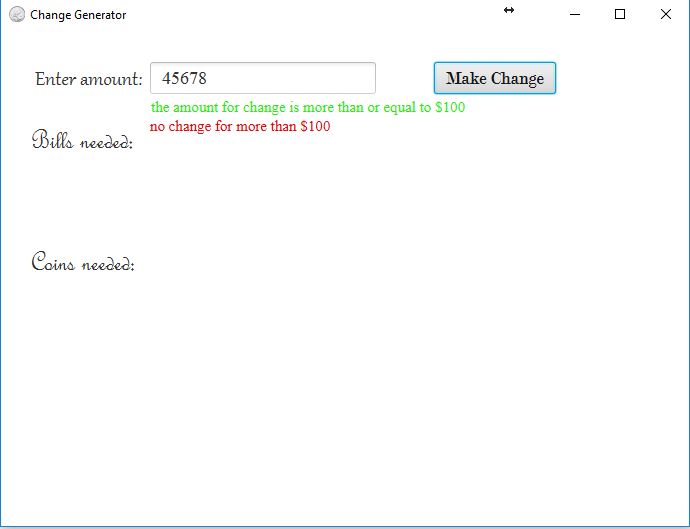 Change Generator
Enter amount: 45678 Make Change
the amount for change is more than or equal to $100
no change for more than $100
Bills needed:
Coins needed: